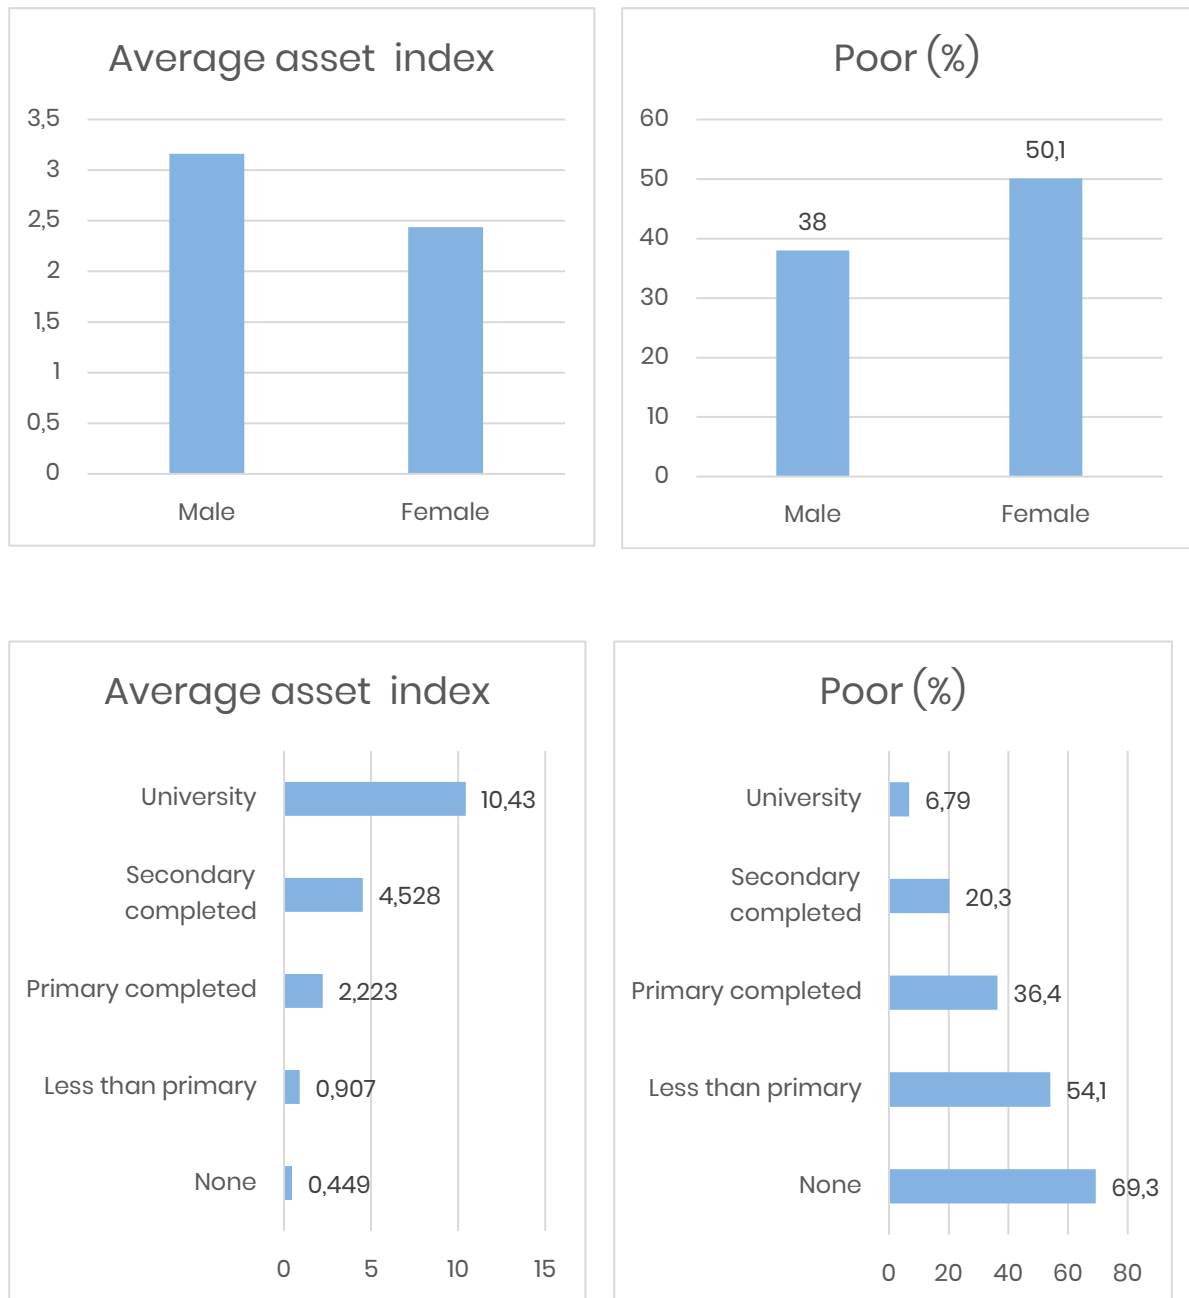 Average asset index
3,5
3
2,5
2
1,5
1
0,5
0
Male Female
Poor (%)
60
50
40
30
20
10
0
38
50,1
Male Female
Average asset index
University 10,43
Secondary
completed 4,528
Primary completed 2,223
Less than primary 0,907
None 0,449
0 5 10 15
Poor (%)
University 6,79
Secondary
completed 20,3
Primary completed 36,4
Less than primary 54,1
None 69,3
0 20 40 60 80